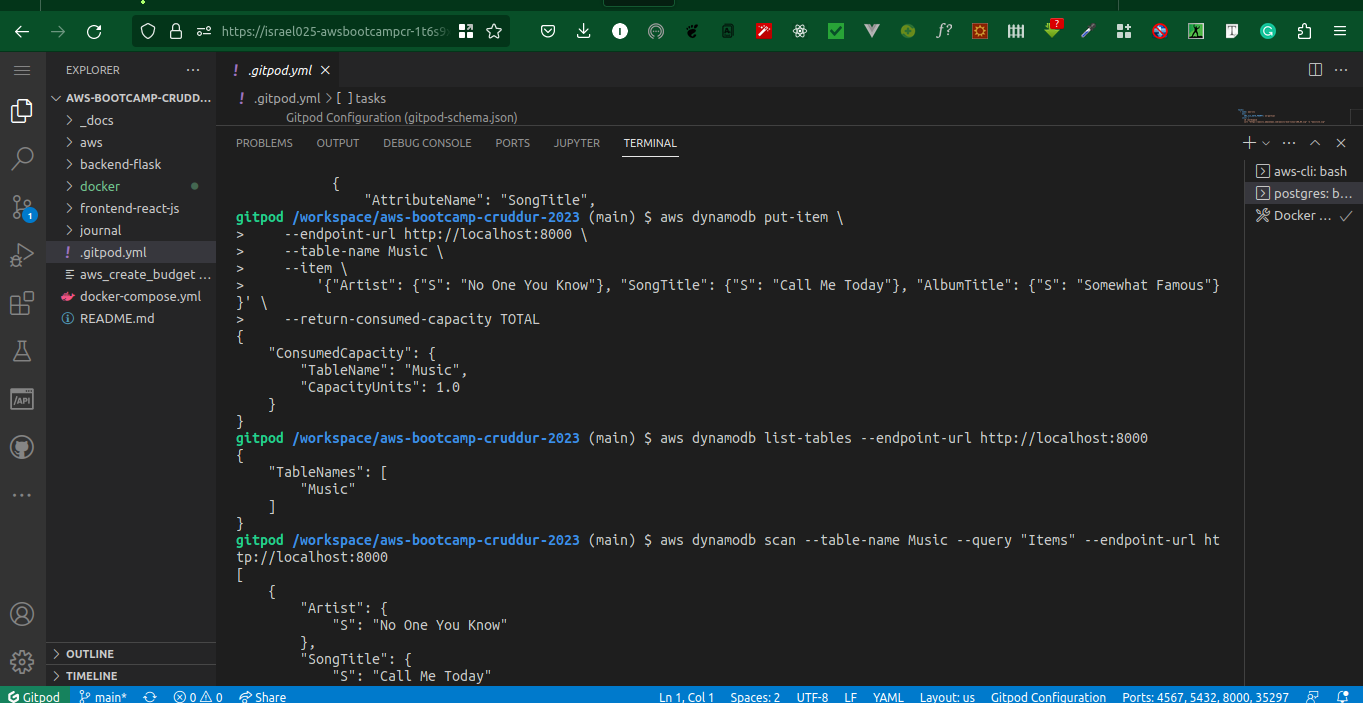 https://israel025-awsbootcampcr-1t6s9
?
EXPLORER
AWS-BOOTCAMP-CRUDD...
_docs
aws
backend-flask
docker
frontend-react-js
journal
! .gitpod.yml
aws_create_budget ...
docker-compose.yml
README.md
OUTLINE
TIMELINE
! .gitpod.yml
! .gitpod.yml > [ ] tasks
Gitpod Configuration (gitpod-schema.json)
PROBLEMS OUTPUT DEBUG CONSOLE PORTS JUPYTER TERMINAL
{
"AttributeName": "SongTitle",
gitpod /workspace/aws-bootcamp-cruddur-2023 (main) $ aws dynamodb put-item \
> --endpoint-url http://localhost:8000 \
> --table-name Music \
> --item \
> '{"Artist": {"S": "No One You Know"}, "SongTitle": {"S": "Call Me Today"}, "AlbumTitle": {"S": "Somewhat Famous"}
}' \
> --return-consumed-capacity TOTAL
{
"ConsumedCapacity": {
"TableName": "Music",
"CapacityUnits": 1.0
}
}
gitpod /workspace/aws-bootcamp-cruddur-2023 (main) $ aws dynamodb list-tables --endpoint-url http://localhost:8000
{
"TableNames": [
"Music"
]
}
gitpod /workspace/aws-bootcamp-cruddur-2023 (main) $ aws dynamodb scan --table-name Music --query "Items" --endpoint-url ht
tp://localhost:8000
[
{
"Artist": {
"S": "No One You Know"
},
"SongTitle": {
"S": "Call Me Today"
aws-cli: bash
postgres: b...
Docker ...
1
/API
Gitpod main* 0 0 Share Ln 1, Col 1 Spaces: 2 UTF-8 LF YAML Layout: us Gitpod Configuration Ports: 4567, 5432, 8000, 35297